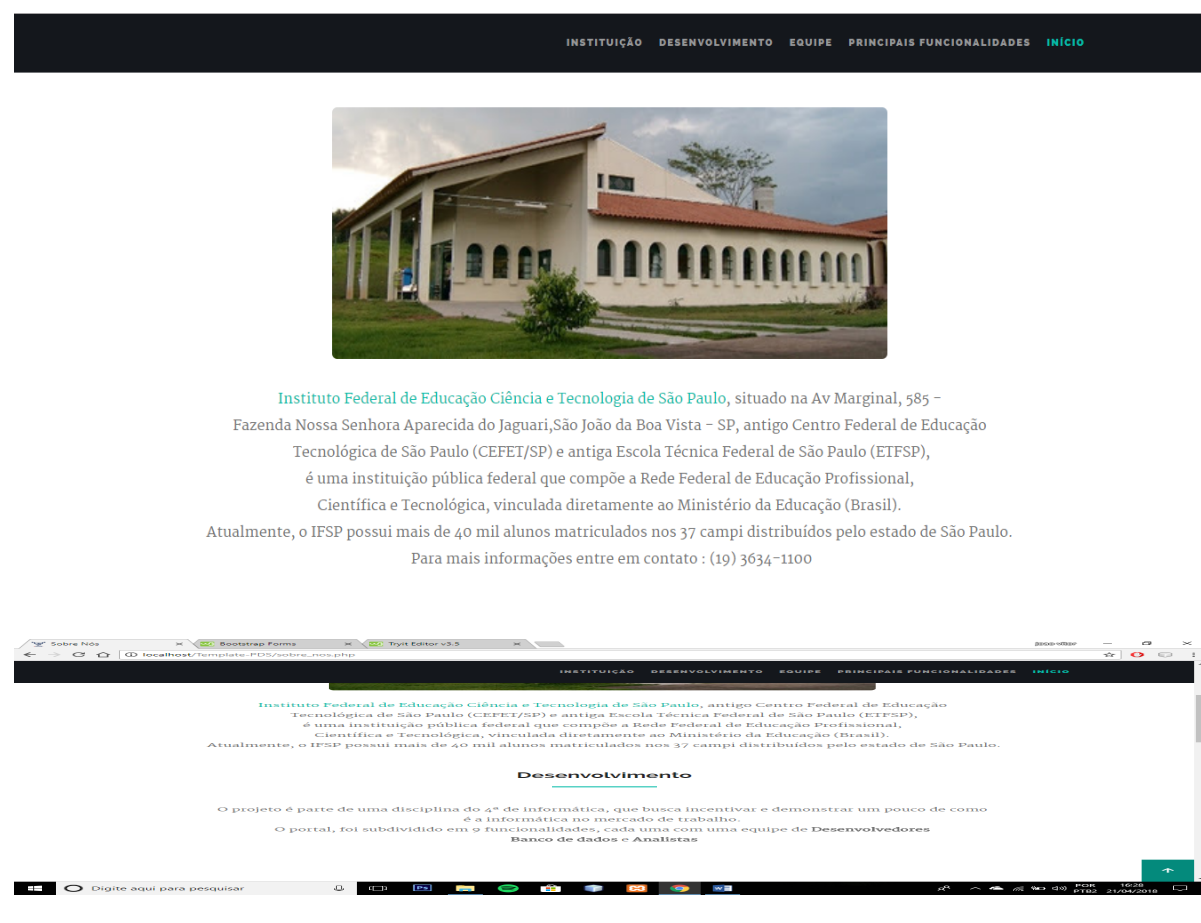 INSTITUIÇÃO DESENVOLVIMENTO EQUIPE PRINCIPAIS FUNCIONALIDADES INÍCIO
Instituto Federal de Educação Ciência e Tecnologia de São Paulo, situado na Av Marginal, 585 -
Fazenda Nossa Senhora Aparecida do Jaguari,São João da Boa Vista - SP, antigo Centro Federal de Educação
Tecnológica de São Paulo (CEFET/SP) e antiga Escola Técnica Federal de São Paulo (ETFSP),
é uma instituição pública federal que compõe a Rede Federal de Educação Profissional,
Científica e Tecnológica, vinculada diretamente ao Ministério da Educação (Brasil).
Atualmente, o IFSP possui mais de 40 mil alunos matriculados nos 37 campi distribuídos pelo estado de São Paulo.
Para mais informações entre em contato : (19) 3634-1100
Sobre Nós Bootstrap Forms Tryit Editor v3.5
localhost/Template-PDS/sobre_nos.php
INSTITUIÇÃO DESENVOLVIMENTO EQUIPE PRINCIPAIS FUNCIONALIDADES INÍCIO
Instituto Federal de Educação Ciência e Tecnologia de São Paulo, antigo Centro Federal de Educação
Tecnológica de São Paulo (CEFET/SP) e antiga Escola Técnica Federal de São Paulo (ETFSP),
é uma instituição pública federal que compõe a Rede Federal de Educação Profissional,
Científica e Tecnológica, vinculada diretamente ao Ministério da Educação (Brasil).
Atualmente, o IFSP possui mais de 40 mil alunos matriculados nos 37 campi distribuídos pelo estado de São Paulo.
Desenvolvimento
O projeto é parte de uma disciplina do 4º de informática, que busca incentivar e demonstrar um pouco de como
é a informática no mercado de trabalho.
O portal, foi subdividido em 9 funcionalidades, cada uma com uma equipe de Desenvolvedores
Banco de dados e Analistas
Digite aqui para pesquisar Ps POR 16:28
PTB2 21/04/2018